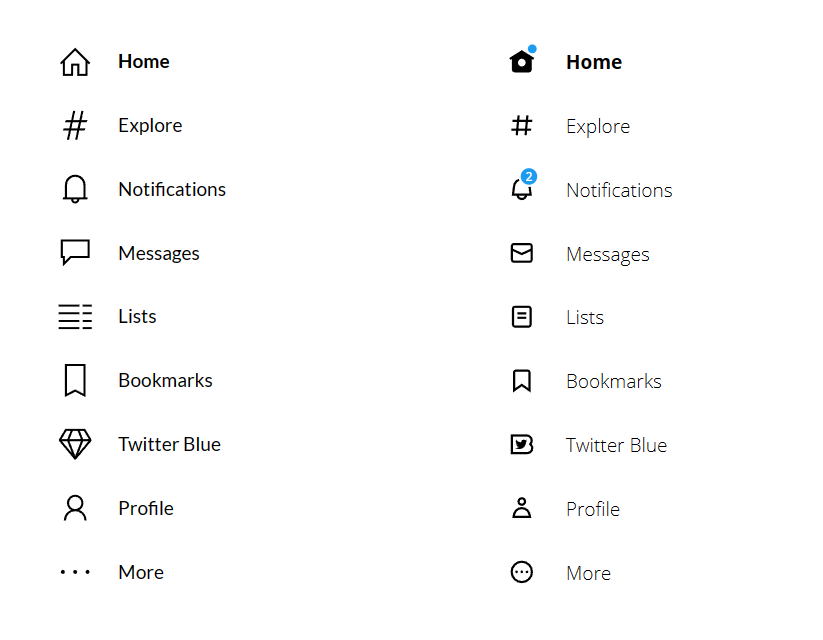 Home
Explore
Notifications
Messages
Lists
Bookmarks
Twitter Blue
Profile
More
Home
Explore
2
Notifications
Messages
Lists
Bookmarks
Twitter Blue
Profile
More